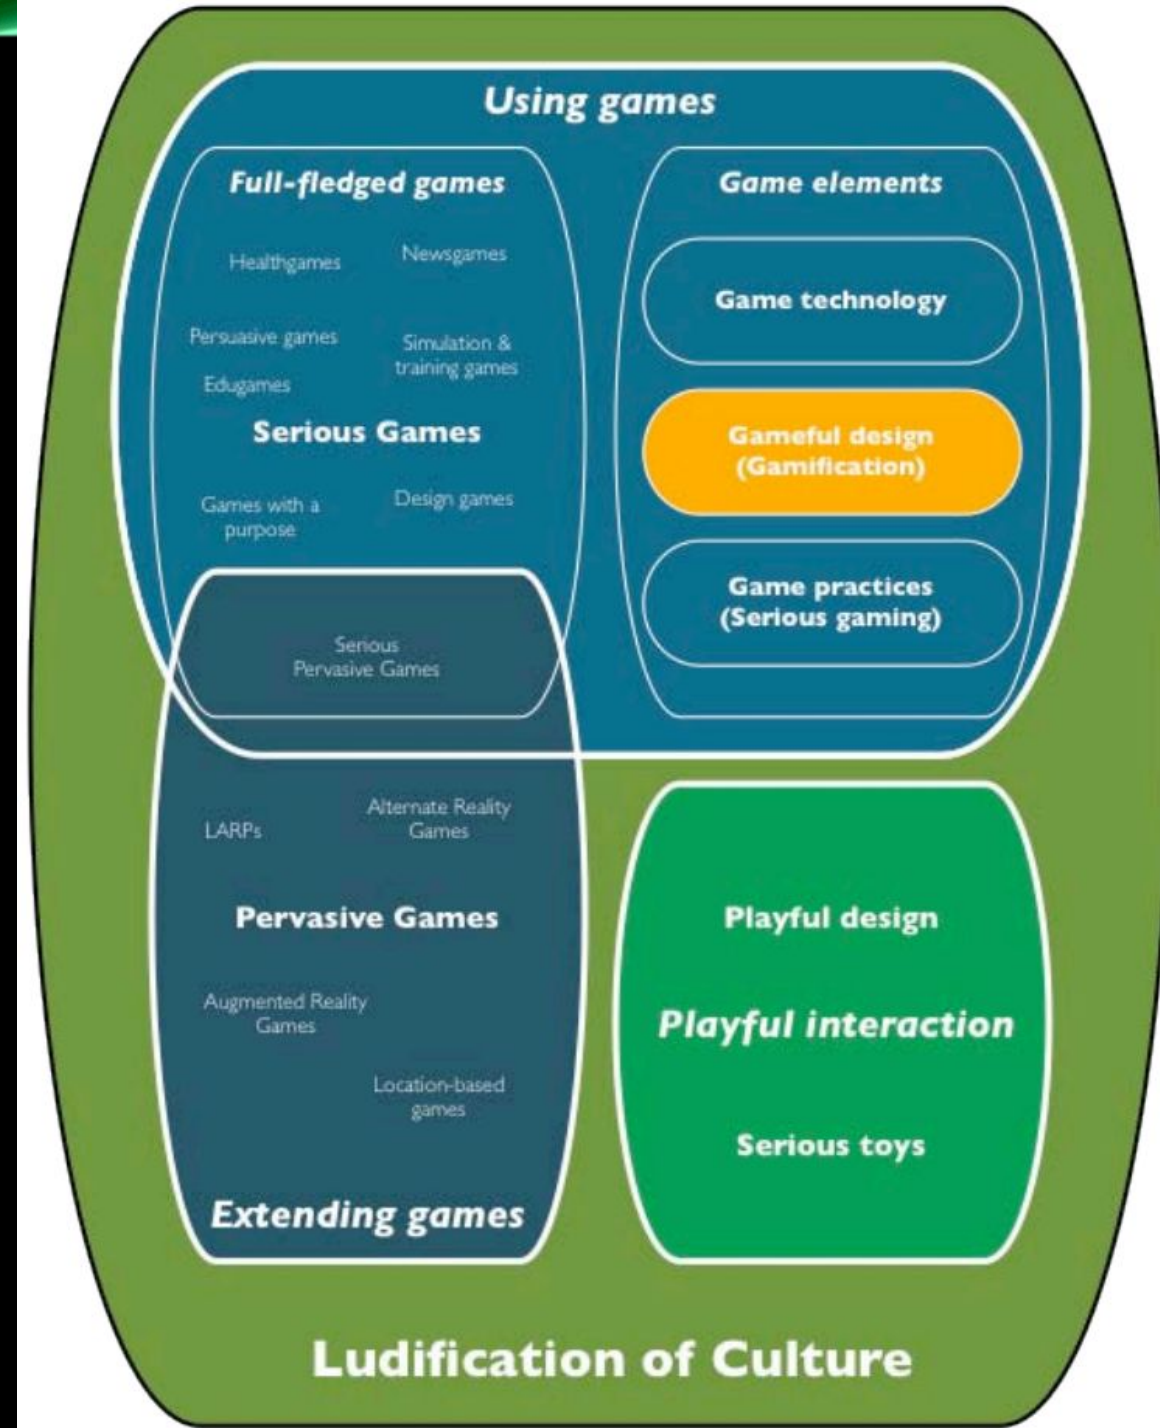 Using games
Full-fledged games
Healthgames
Newsgames
Persuasive games
Simulation &
training games
Edugames
Serious Games
Games with a
purpose
Design games
Game elements
Game technology
Gameful design
(Gamification)
Game practices
(Serious gaming)
Serious
Pervasive Games
LARPs
Alternate Reality
Games
Pervasive Games
Augmented Reality
Games
Location-based
games
Extending games
Playful design
Playful interaction
Serious toys
Ludification of Culture